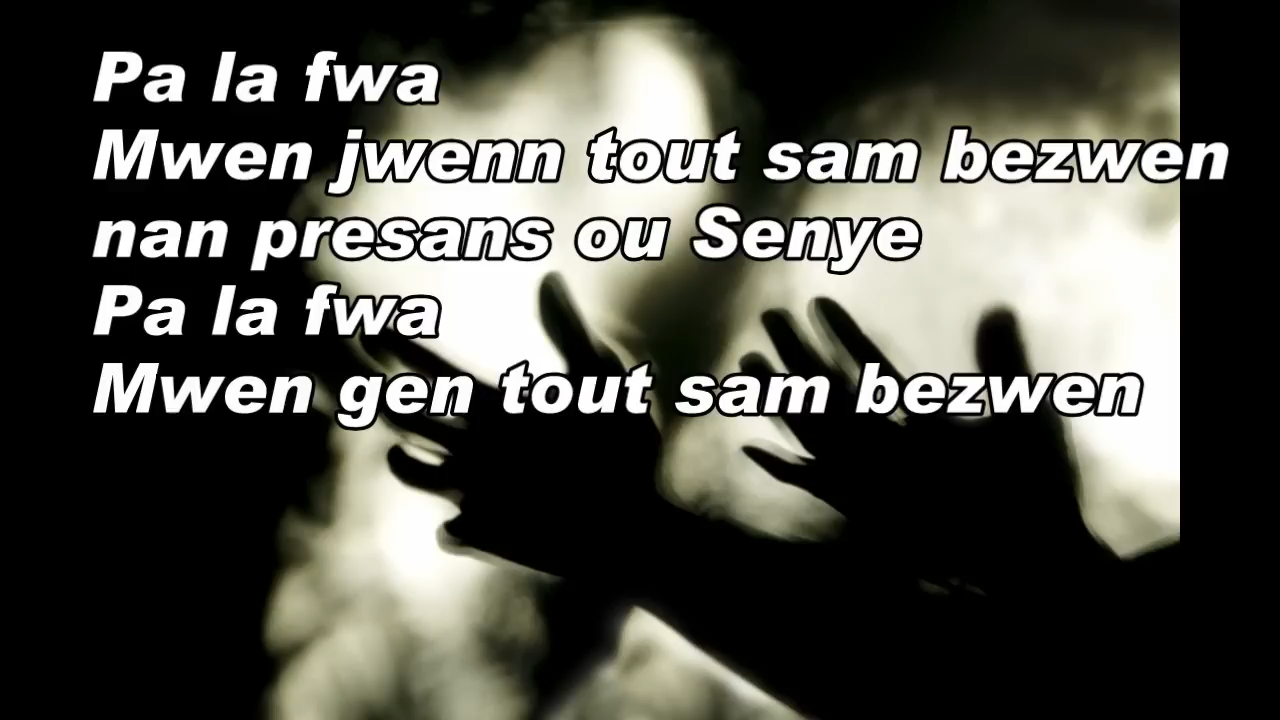 Pa la fwa
Mwen jwenn tout sam bezwen
nan presans ou Senye
Pa la fwa
Mwen gen tout sam bezwen